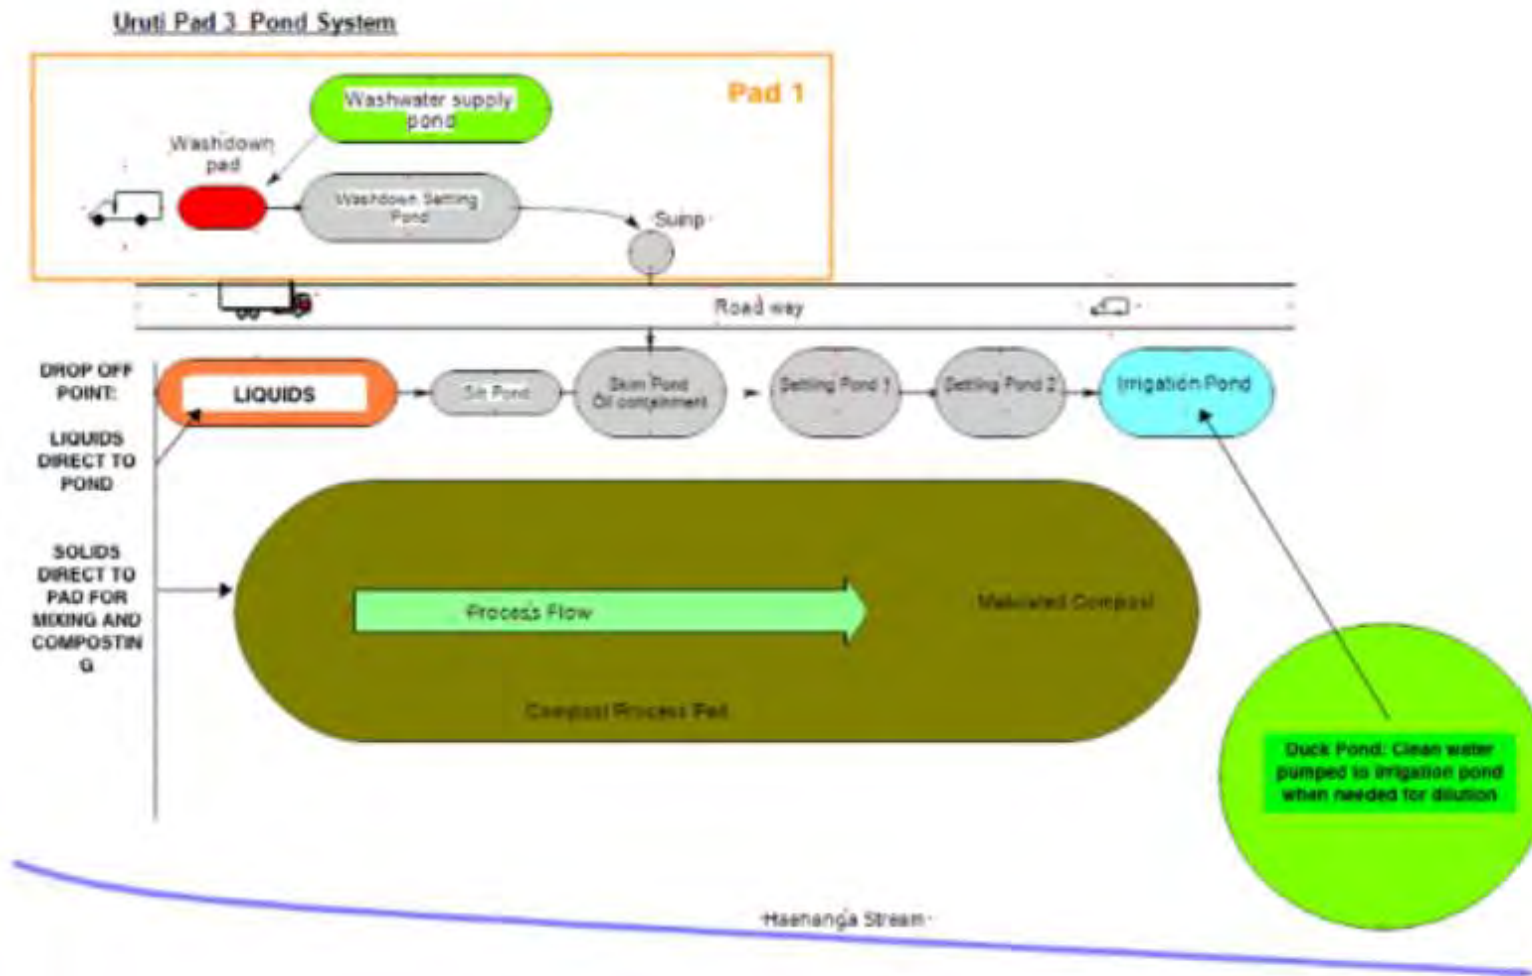 Uruti Pad 3 Pond System
Pad 1
Washwater supply
pond
Washdown
pad
Washdown Settling
Pond
Sump
Road way
DROP OFF
POINT:
LIQUIDS
DIRECT TO
POND
SOLIDS
DIRECT TO
PAD FOR
MIXING AND
COMPOSTIN
G
LIQUIDS
Silt Pond
Skim Pond
Oil containment
Settling Pond 1
Settling Pond 2
Irrigation Pond
Process Flow
Maturated Compost
Compost Process Pad
Duck Pond: Clean water
pumped to irrigation pond
when needed for dilution
Haehanga Stream